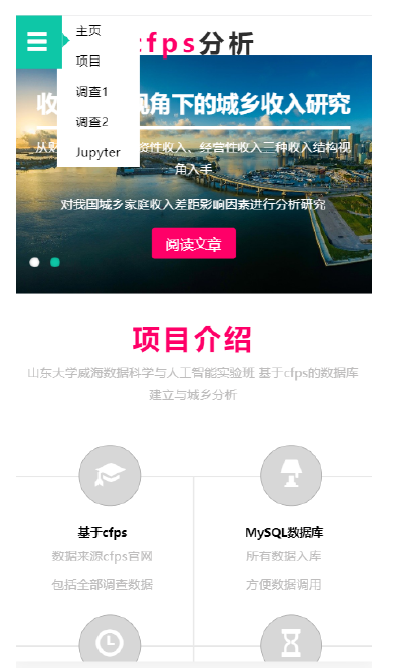 主页
cfps分析
项目
调查1
调查2
Jupyter
收 视角下的城乡收入研究
从 资性收入、经营性收入三种收入结构视
角入手
对我国城乡家庭收入差距影响因素进行分析研究
阅读文章
项目介绍
山东大学威海数据科学与人工智能实验班 基于cfps的数据库
建立与城乡分析
基于cfps
数据来源cfps官网
包括全部调查数据
MySQL数据库
所有数据入库
方便数据调用